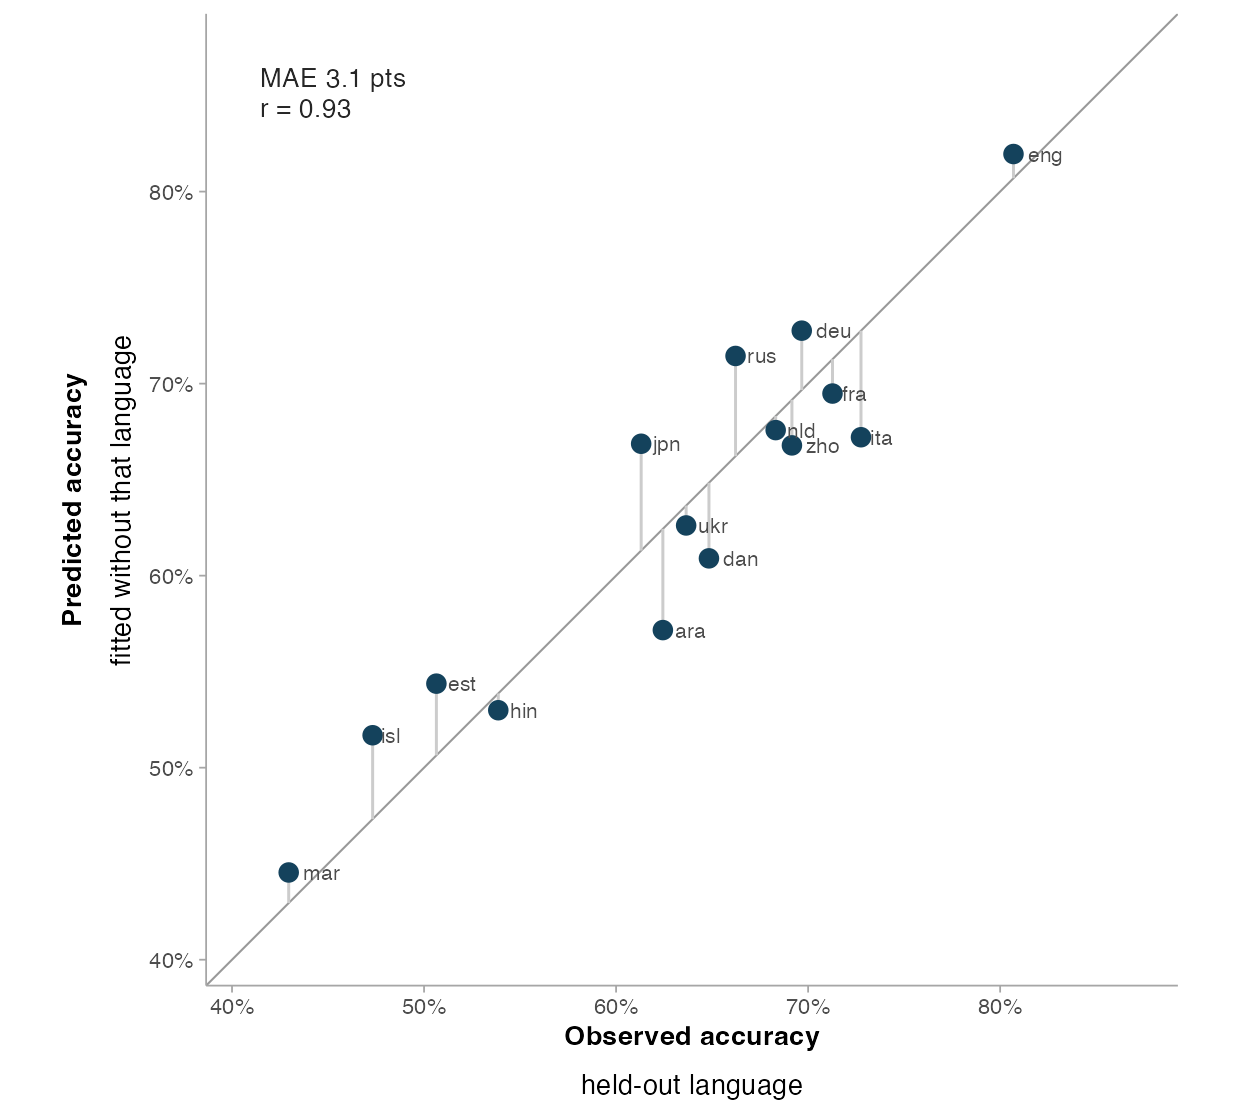 MAE 3.1 pts
r = 0.93
Predicted accuracy
fitted without that language
80%
70%
60%
50%
40%
eng
deu
rus
fra
nld
ita
zho
jpn
ukr
dan
ara
est
hin
isl
mar
40%
50%
60%
70%
80%
Observed accuracy
held-out language